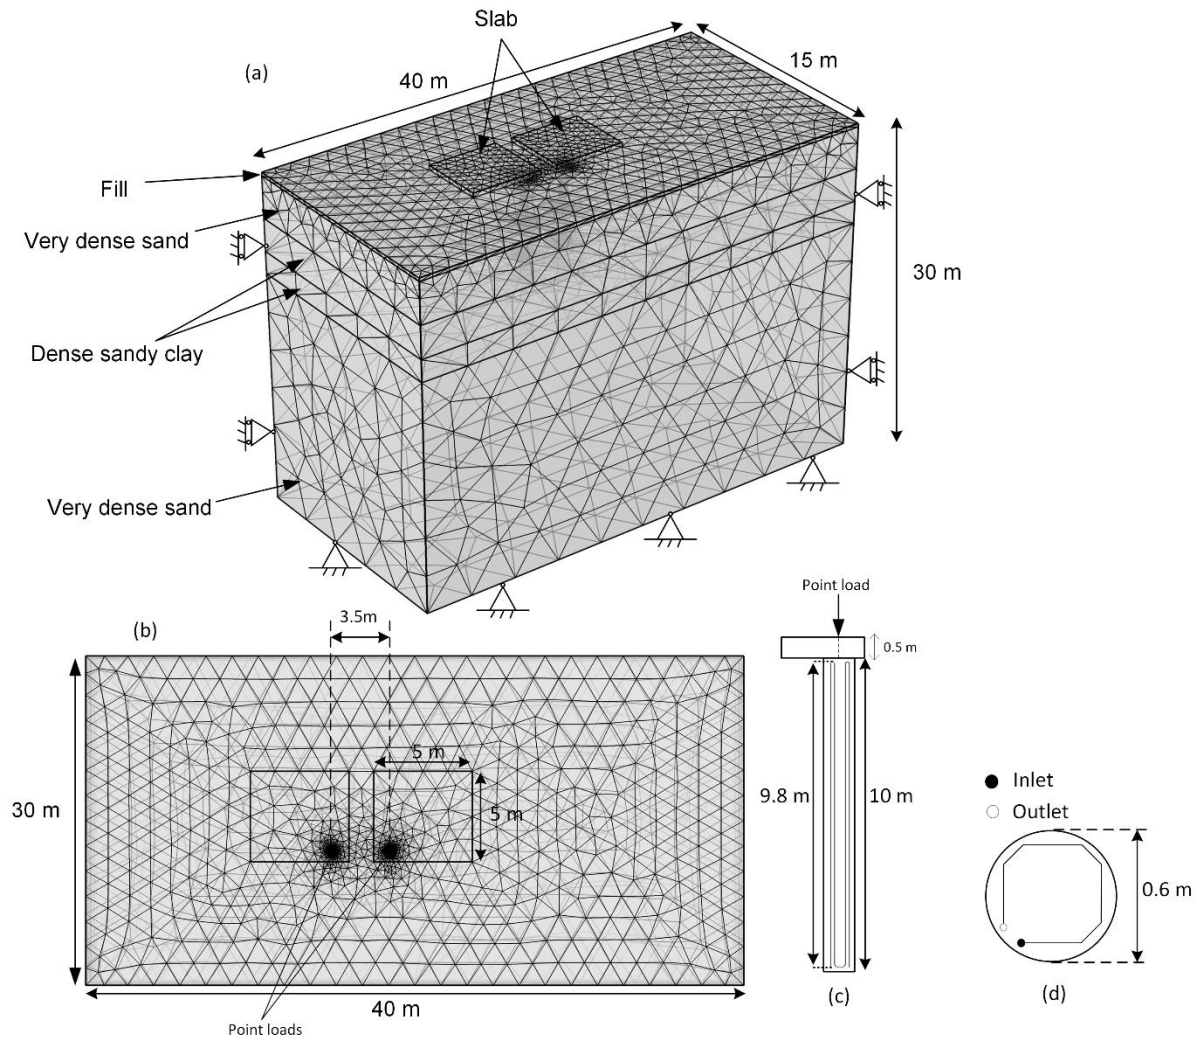 Slab
(a)
40 m
15 m
Fill
Very dense sand
30 m
Dense sandy clay
Very dense sand
Point load
3.5m
(b)
0.5 m
5 m
Inlet
30 m
5 m
9.8 m
10 m
Outlet
0.6 m
(c)
(d)
40 m
Point loads